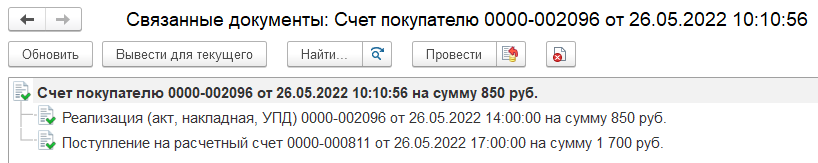 Связанные документы: Счет покупателю 0000-002096 от 26.05.2022 10:10:56
Обновить Вывести для текущего Найти... Провести
Счет покупателю 0000-002096 от 26.05.2022 10:10:56 на сумму 850 руб.
Реализация (акт, накладная, УПД) 0000-002096 от 26.05.2022 14:00:00 на сумму 850 руб.
Поступление на расчетный счет 0000-000811 от 26.05.2022 17:00:00 на сумму 1 700 руб.